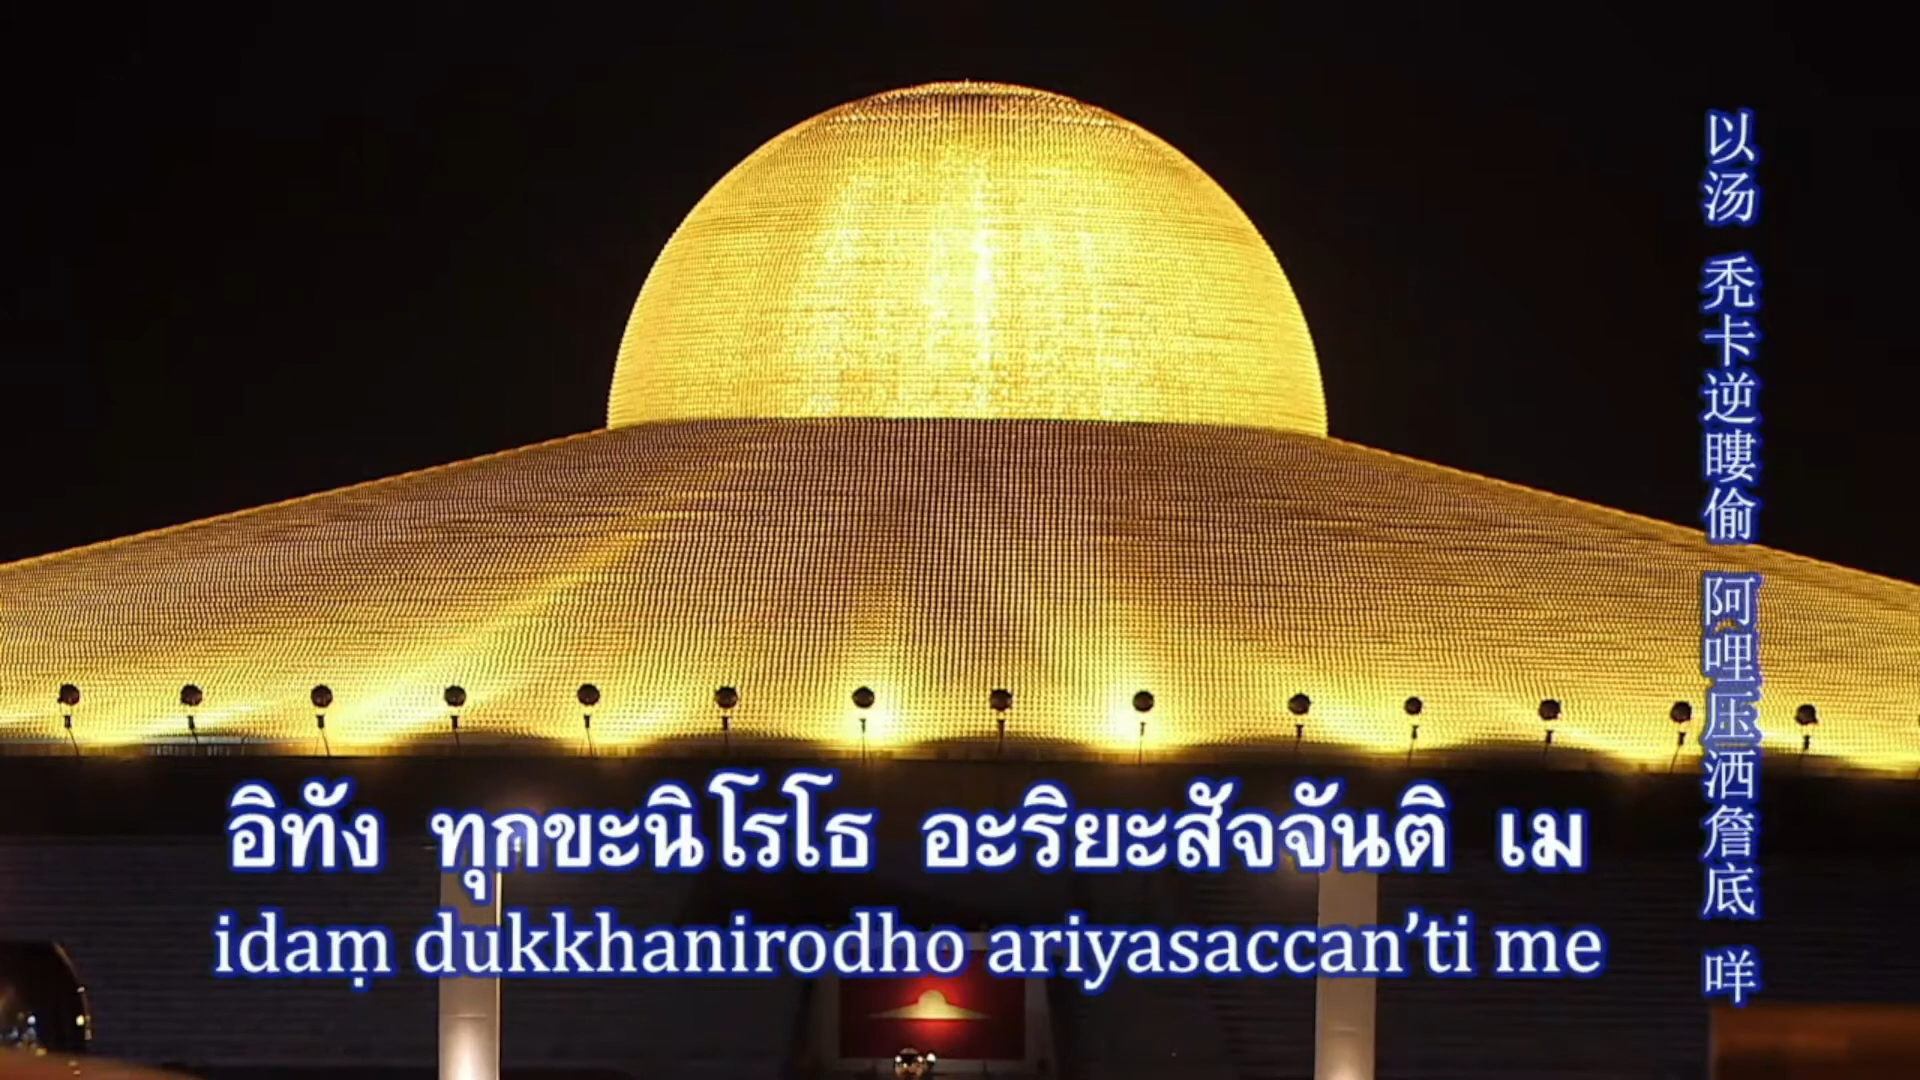 อิทัง ทุกขะนิโรโธ อะริยะสัจจันติ เม
idaṃ dukkhanirodho ariyasaccan’ti me
以汤 秃卡逆瞜偷 阿哩压洒詹底 咩